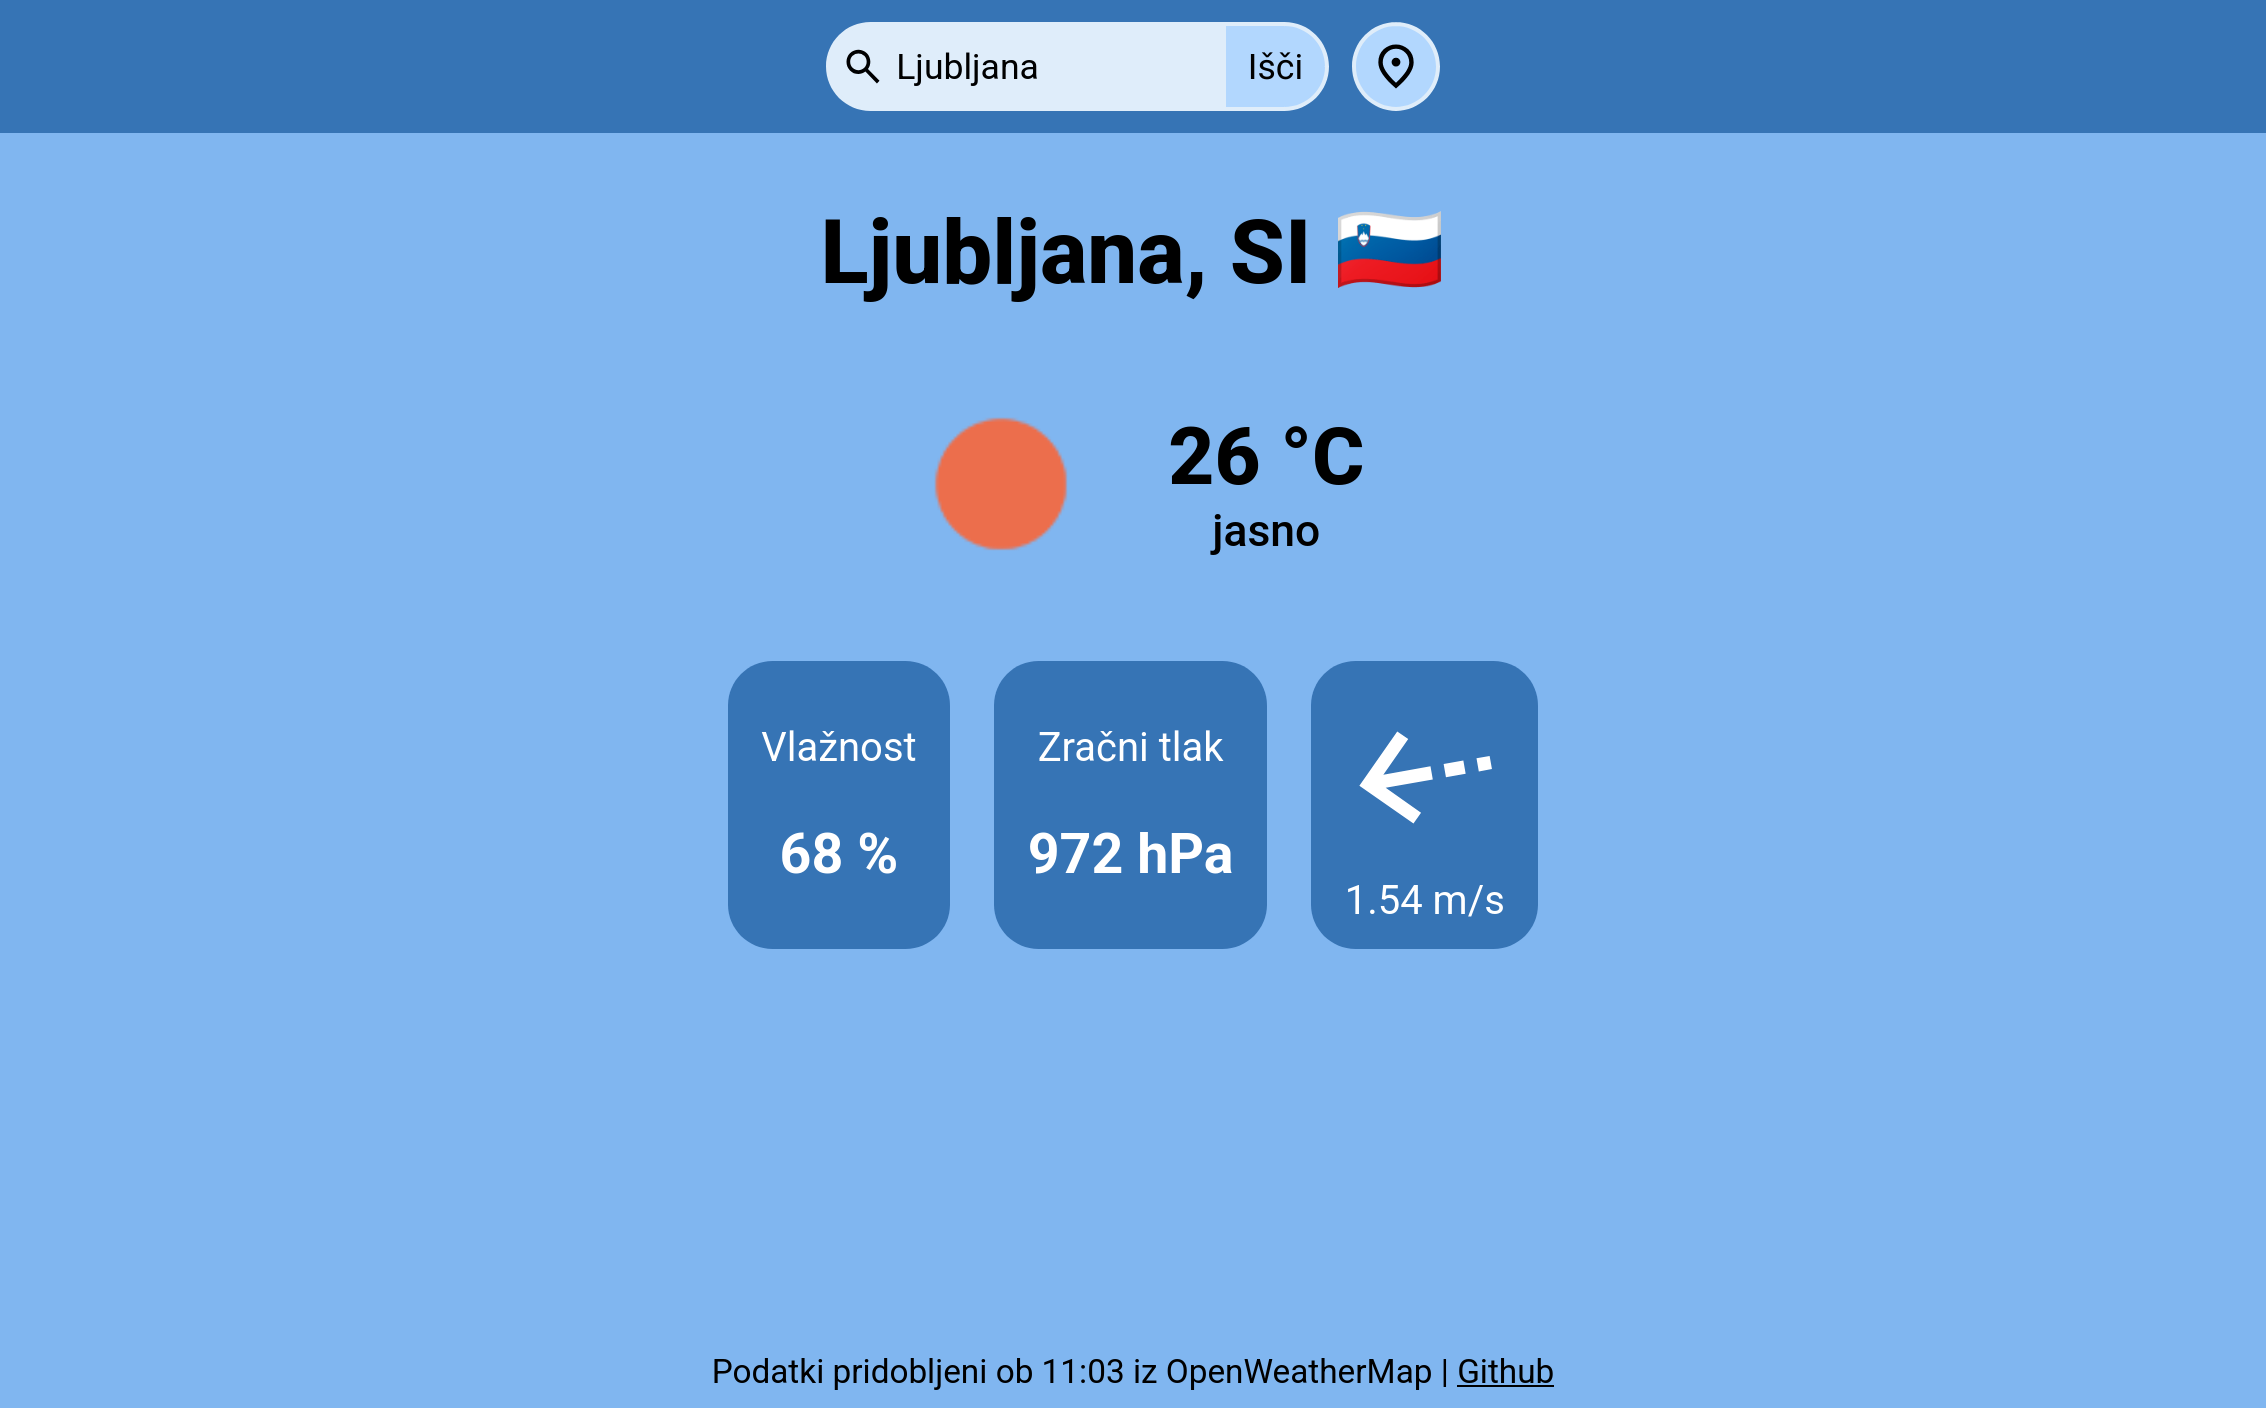 Ljubljana Išči
Ljubljana, SI
26 °C
jasno
Vlažnost
68 %
Zračni tlak
972 hPa
1.54 m/s
Podatki pridobljeni ob 11:03 iz OpenWeatherMap | Github